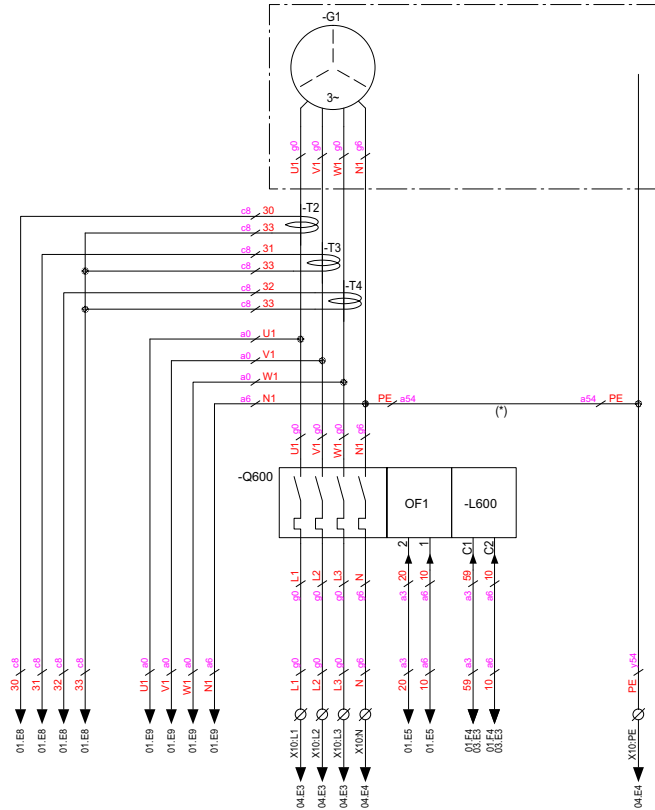 -G1
3~
g0 g0 g0 g6
U1 V1 W1 N1
-T2
c8 30
c8 33
-T3
c8 31
c8 33
-T4
c8 32
c8 33
a0 U1
a0 V1
a0 W1
a6 N1
PE a54
a54 PE
(*)
g0 g0 g0 g6
U1 V1 W1 N1
-Q600
OF1
-L600
2 1 C1 C2
L1 L2 L3 N
20 10 59 10
g0 g0 g0 g6
a3 a6 a3 a6
c8 c8 c8 c8
30 31 32 33
a0 a0 a0 a6
U1 V1 W1 N1
g0 g0 g0 g6
L1 L2 L3 N
a3 a6 a3 a6
20 10 59 10
y54
PE
01.E8 01.E8 01.E8 01.E8
01.E9 01.E9 01.E9 01.E9
X10:L1 X10:L2 X10:L3 X10:N
01.E5 01.E5
01.E4 01.E4
03.E3 03.E3
X10:PE
04.E3 04.E3 04.E3 04.E4
04.E4